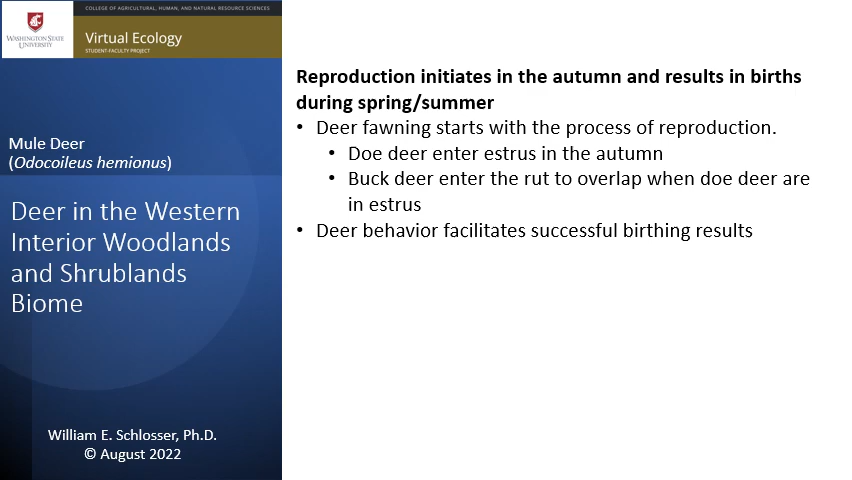 COLLEGE OF AGRICULTURAL, HUMAN, AND NATURAL RESOURCE SCIENCES
WASHINGTON STATE
UNIVERSITY
Virtual Ecology
STUDENT-FACULTY PROJECT
Mule Deer
(Odocoileus hemionus)
Deer in the Western
Interior Woodlands
and Shrublands
Biome
William E. Schlosser, Ph.D.
© August 2022
Reproduction initiates in the autumn and results in births
during spring/summer
• Deer fawning starts with the process of reproduction.
• Doe deer enter estrus in the autumn
• Buck deer enter the rut to overlap when doe deer are
in estrus
• Deer behavior facilitates successful birthing results